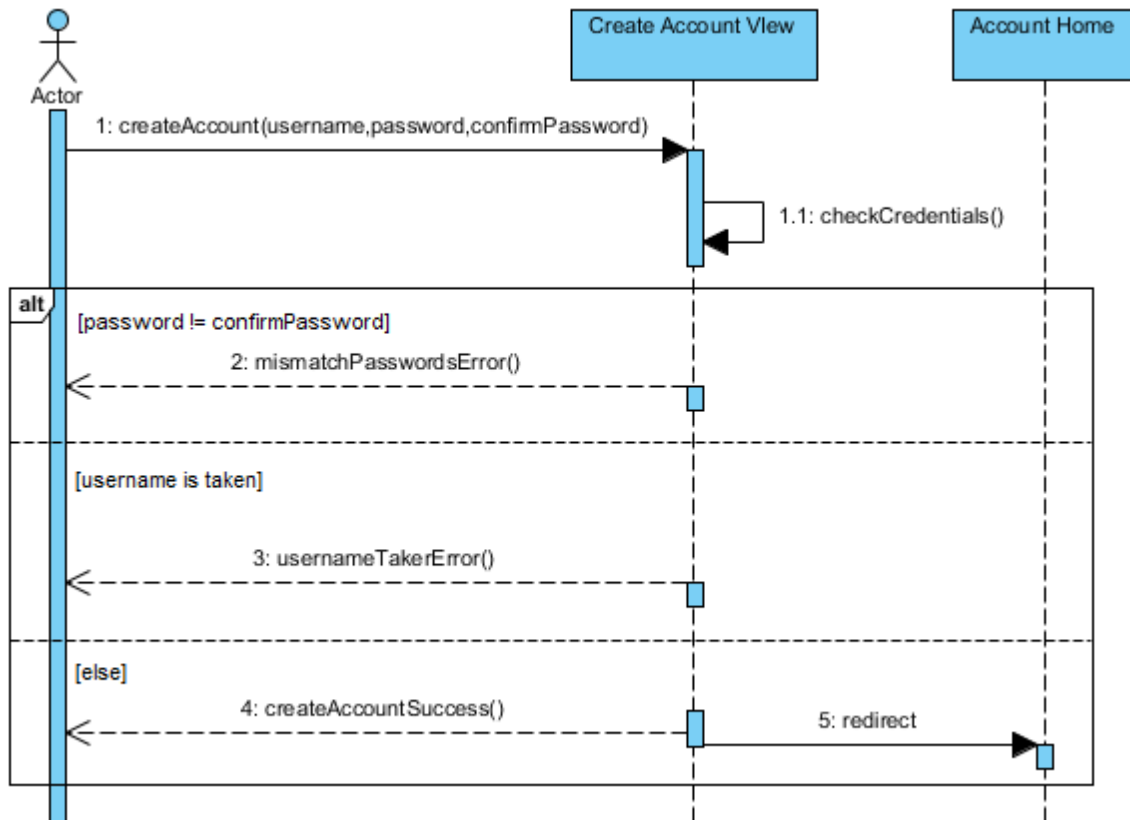 Create Account VIew
Account Home
Actor
1: createAccount(username,password,confirmPassword)
1.1: checkCredentials()
alt
[password != confirmPassword]
2: mismatchPasswordsError()
[username is taken]
3: usernameTakerError()
[else]
4: createAccountSuccess()
5: redirect